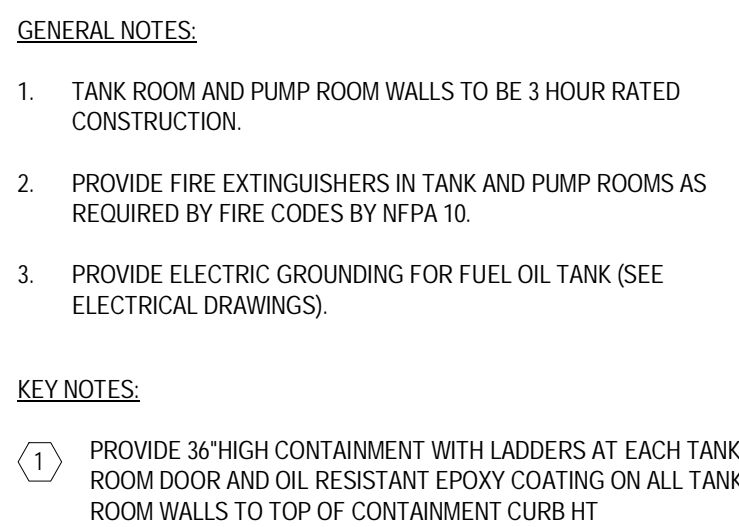 GENERAL NOTES:
1. TANK ROOM AND PUMP ROOM WALLS TO BE 3 HOUR RATED
CONSTRUCTION.
2. PROVIDE FIRE EXTINGUISHERS IN TANK AND PUMP ROOMS AS
REQUIRED BY FIRE CODES BY NFPA 10.
3. PROVIDE ELECTRIC GROUNDING FOR FUEL OIL TANK (SEE
ELECTRICAL DRAWINGS).
KEY NOTES:
1 PROVIDE 36"HIGH CONTAINMENT WITH LADDERS AT EACH TANK
ROOM DOOR AND OIL RESISTANT EPOXY COATING ON ALL TANK
ROOM WALLS TO TOP OF CONTAINMENT CURB HT